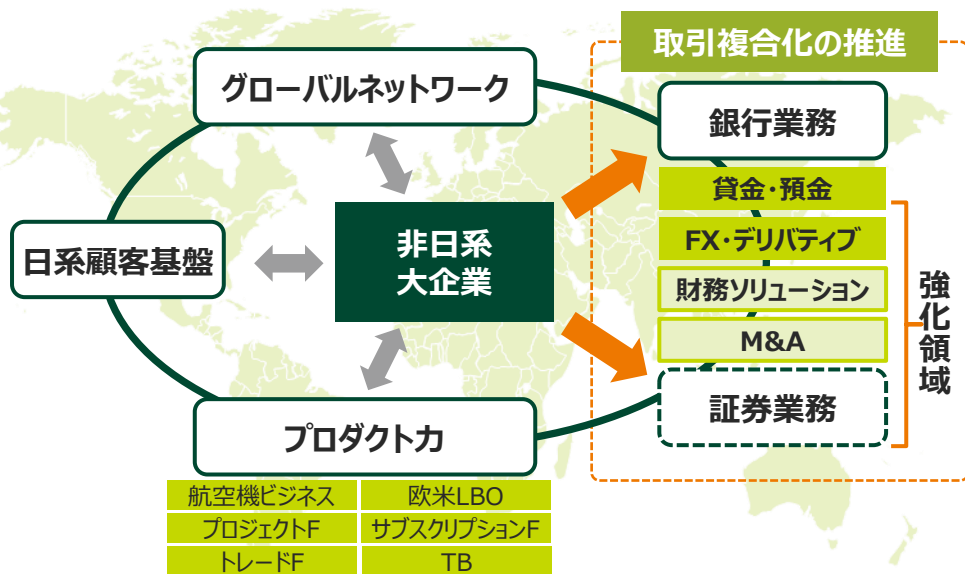 取引複合化の推進
グローバルネットワーク
銀行業務
貸金・預金
日系顧客基盤
非日系
大企業
FX・デリバティブ
財務ソリューション
M&A
強化領域
証券業務
プロダクト力
航空機ビジネス
欧米LBO
プロジェクトF
サブスクリプションF
トレードF
TB